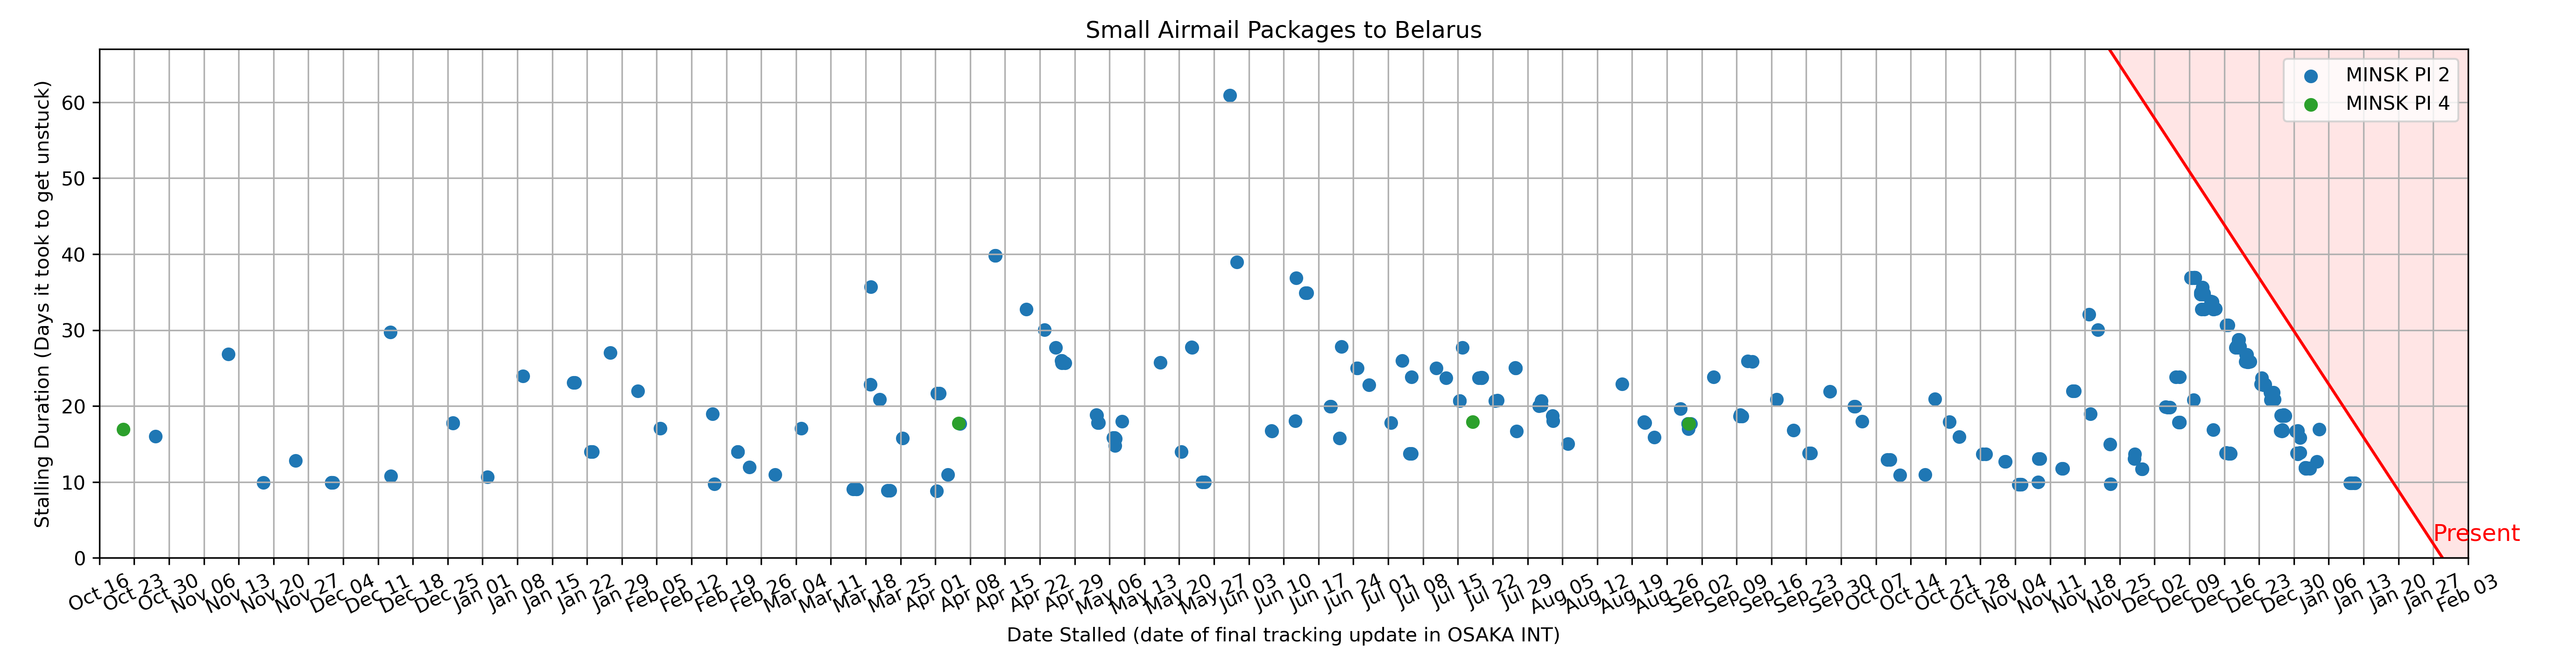 Small Airmail Packages to Belarus
Stalling Duration (Days it took to get unstuck)
60
50
40
30
20
10
0
MINSK PI 2
MINSK PI 4
Present
Oct 16
Oct 23
Oct 30
Nov 06
Nov 13
Nov 20
Nov 27
Dec 04
Dec 11
Dec 18
Dec 25
Jan 01
Jan 08
Jan 15
Jan 22
Jan 29
Feb 05
Feb 12
Feb 19
Feb 26
Mar 04
Mar 11
Mar 18
Mar 25
Apr 01
Apr 08
Apr 15
Apr 22
Apr 29
May 06
May 13
May 20
May 27
Jun 03
Jun 10
Jun 17
Jun 24
Jul 01
Jul 08
Jul 15
Jul 22
Jul 29
Aug 05
Aug 12
Aug 19
Aug 26
Sep 02
Sep 09
Sep 16
Sep 23
Sep 30
Oct 07
Oct 14
Oct 21
Oct 28
Nov 04
Nov 11
Nov 18
Nov 25
Dec 02
Dec 09
Dec 16
Dec 23
Dec 30
Jan 06
Jan 13
Jan 20
Jan 27
Feb 03
Date Stalled (date of final tracking update in OSAKA INT)